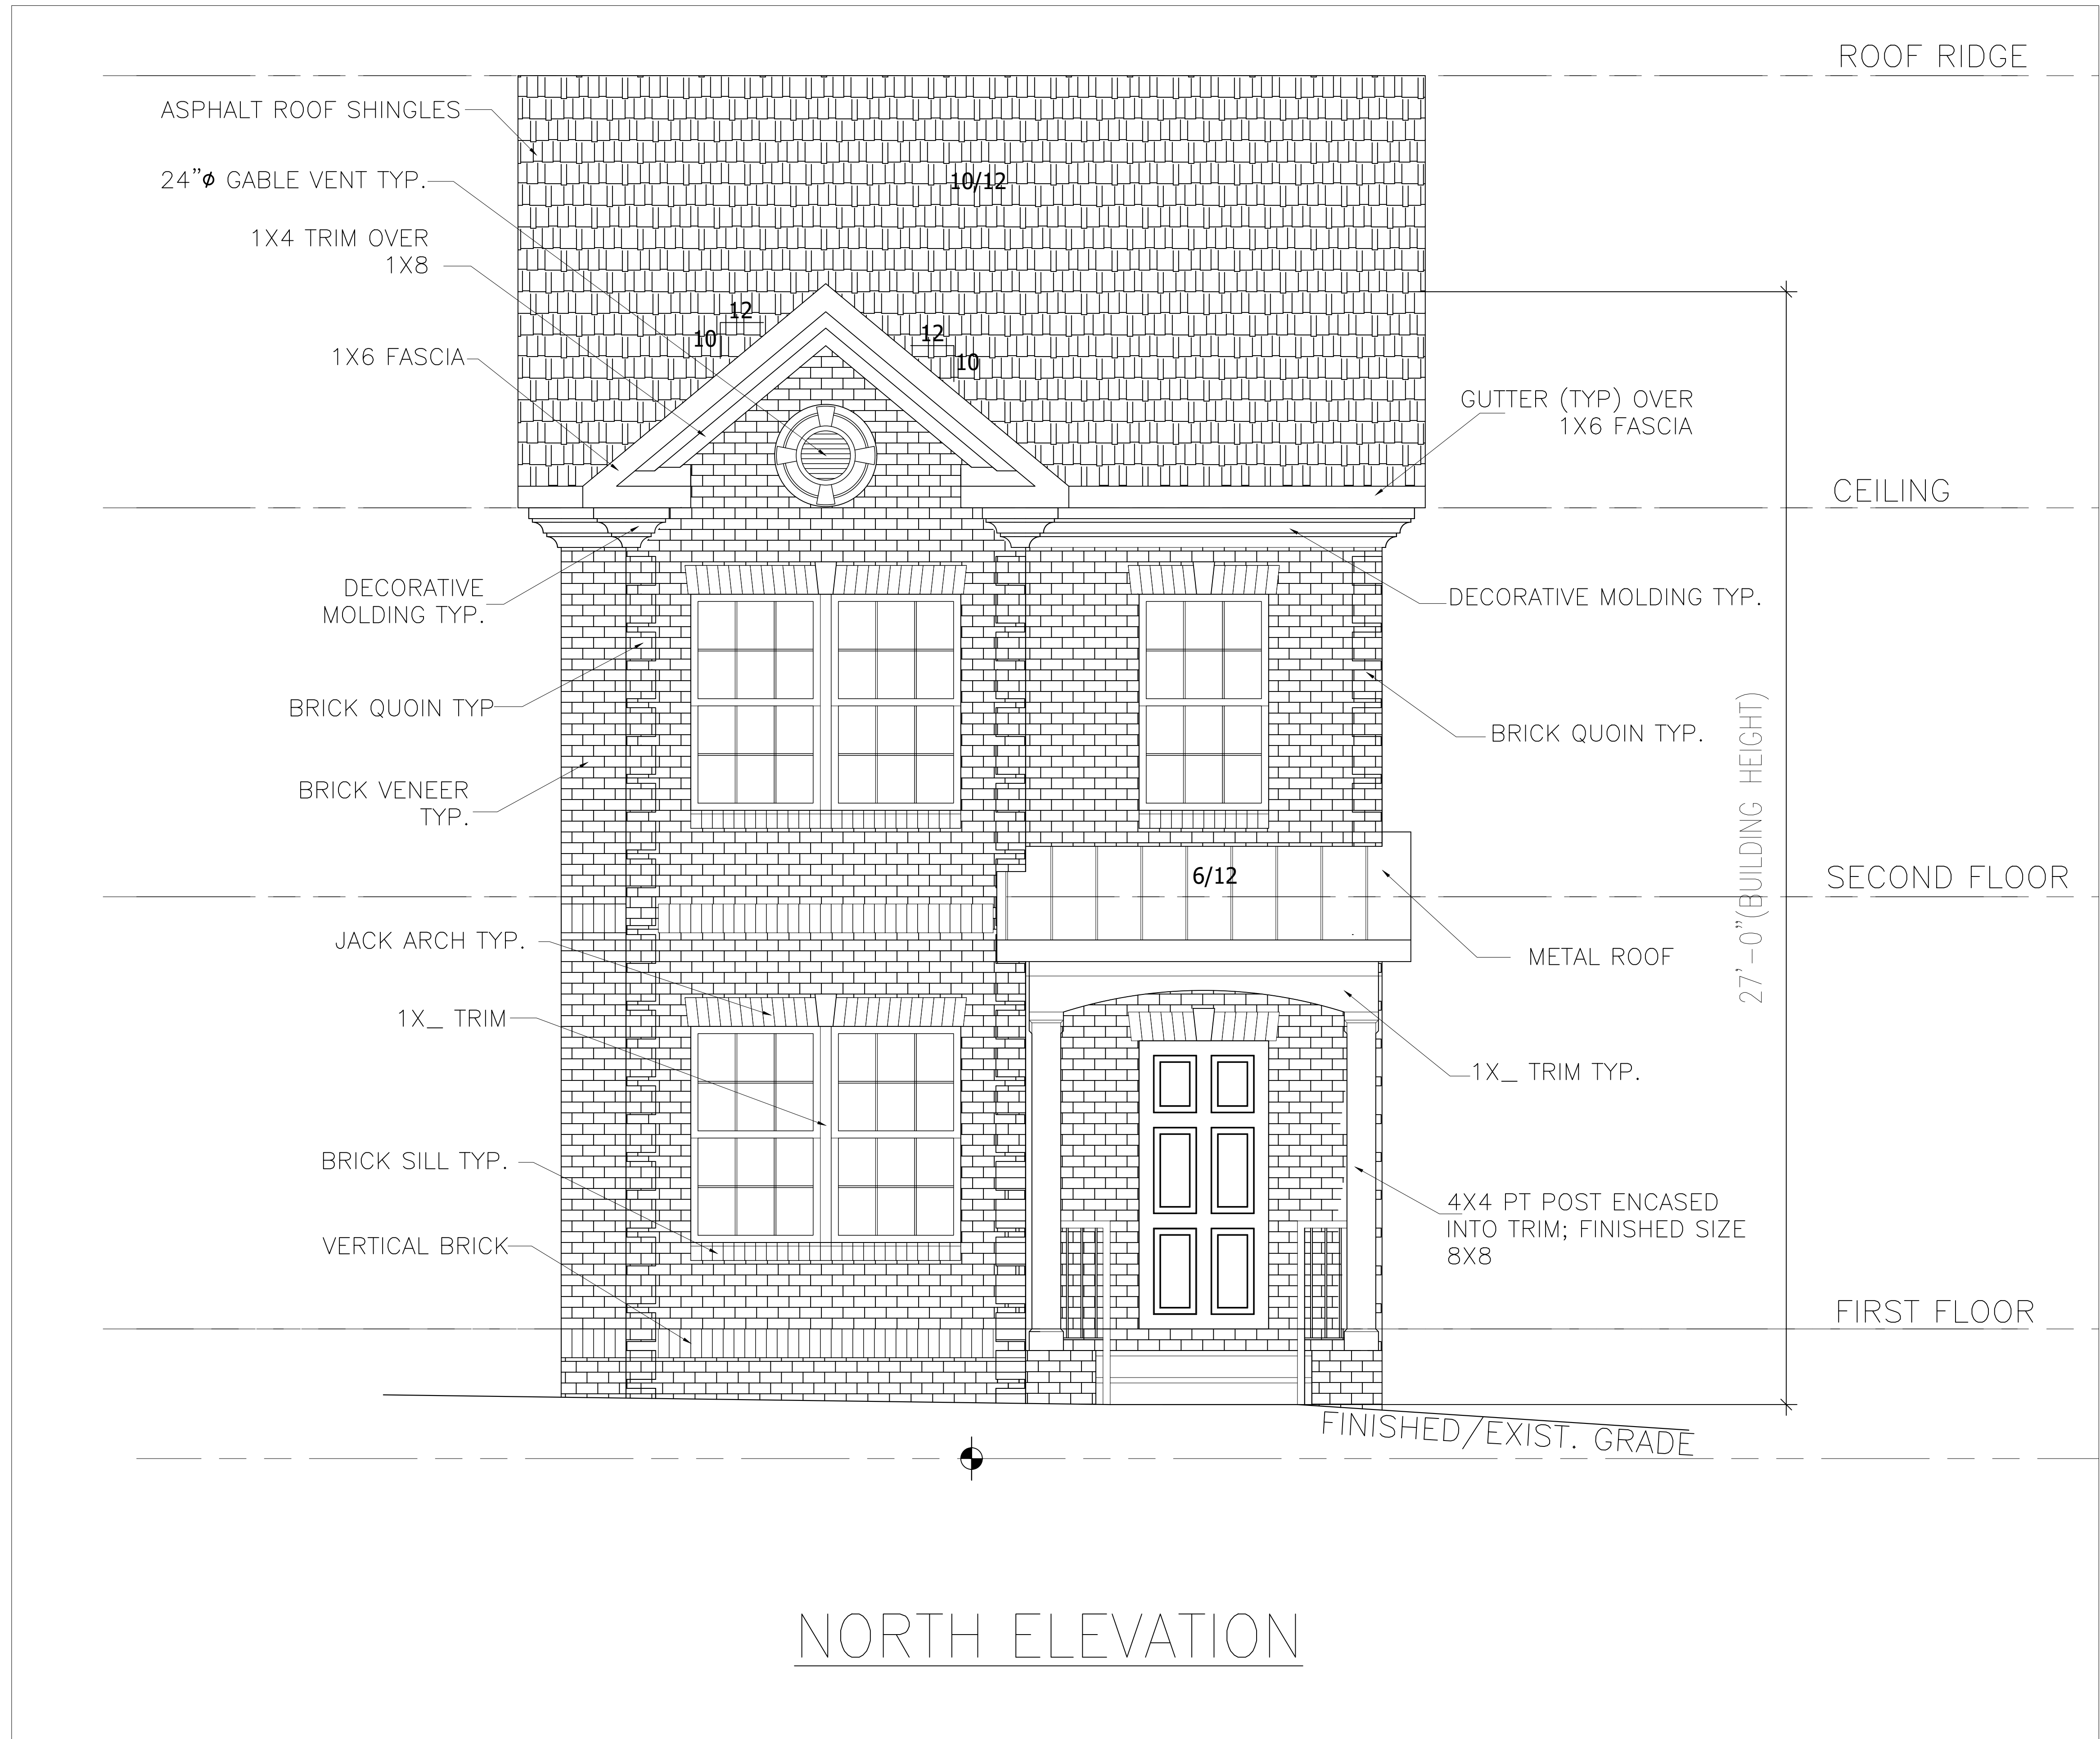 ROOF RIDGE
ASPHALT ROOF SHINGLES
24"ϕ GABLE VENT TYP.
10/12
1X4 TRIM OVER
1X8
12
10
12
10
1X6 FASCIA
GUTTER (TYP) OVER
1X6 FASCIA
CEILING
DECORATIVE
MOLDING TYP.
DECORATIVE MOLDING TYP.
BRICK QUOIN TYP
BRICK QUOIN TYP.
BRICK VENEER
TYP.
27'-0"(BUILDING HEIGHT)
6/12
SECOND FLOOR
JACK ARCH TYP.
METAL ROOF
1X_ TRIM
1X_ TRIM TYP.
BRICK SILL TYP.
4X4 PT POST ENCASED
INTO TRIM; FINISHED SIZE
8X8
VERTICAL BRICK
FIRST FLOOR
FINISHED/EXIST. GRADE
NORTH ELEVATION